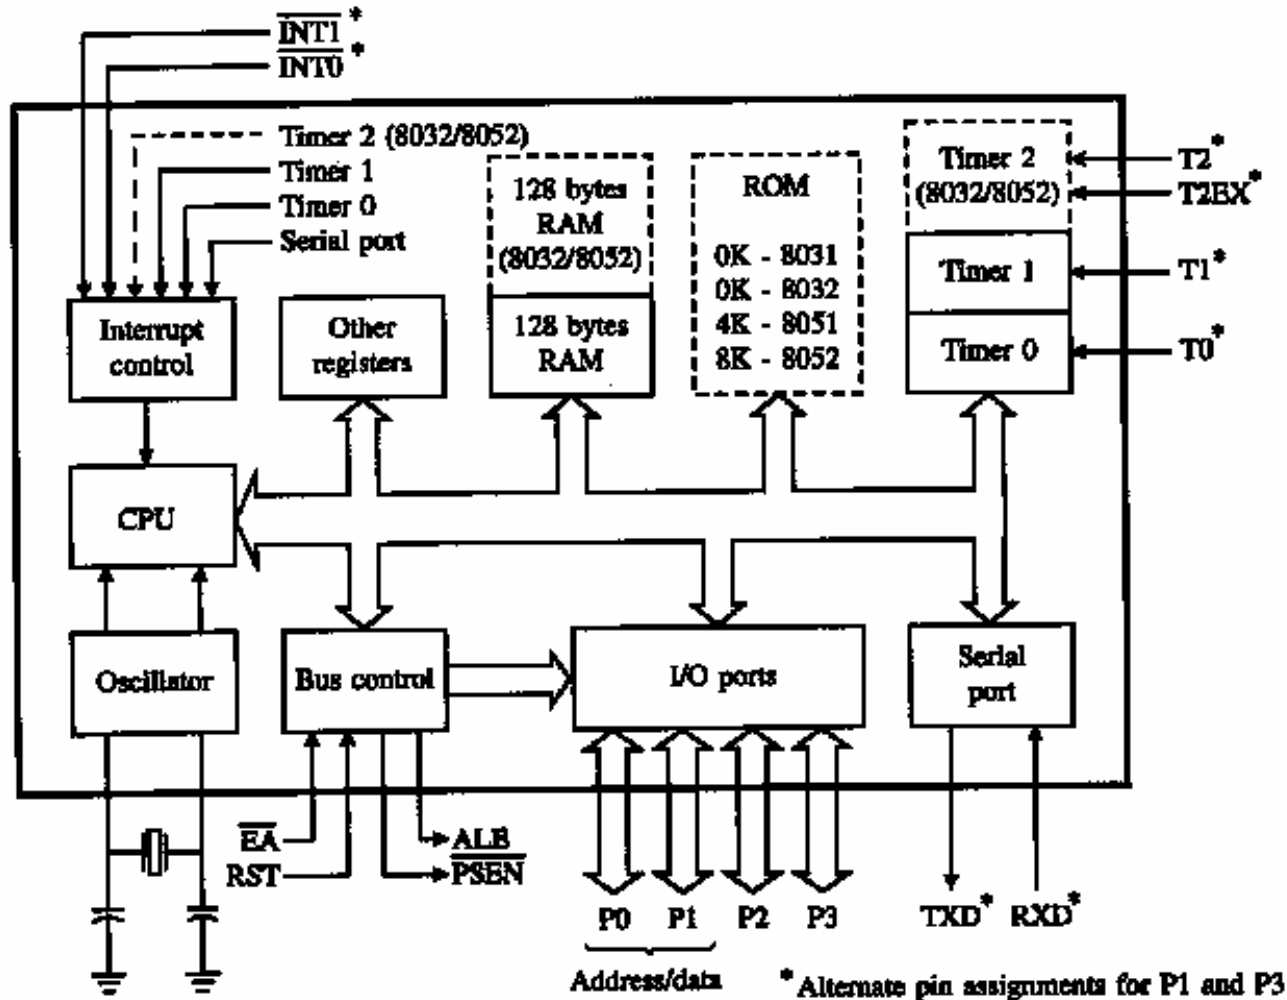 INT1*
INT0*
Timer 2 (8032/8052)
Timer 1
Timer 0
Serial port
Interrupt
control
Other
registers
128 bytes
RAM
(8032/8052)
128 bytes
RAM
ROM
0K - 8031
0K - 8032
4K - 8051
8K - 8052
Timer 2
(8032/8052)
Timer 1
Timer 0
T2*
T2EX*
T1*
T0*
CPU
Oscillator
Bus control
I/O ports
Serial
port
EA
RST
ALE
PSEN
P0 P1 P2 P3
Address/data
TXD* RXD*
* Alternate pin assignments for P1 and P3